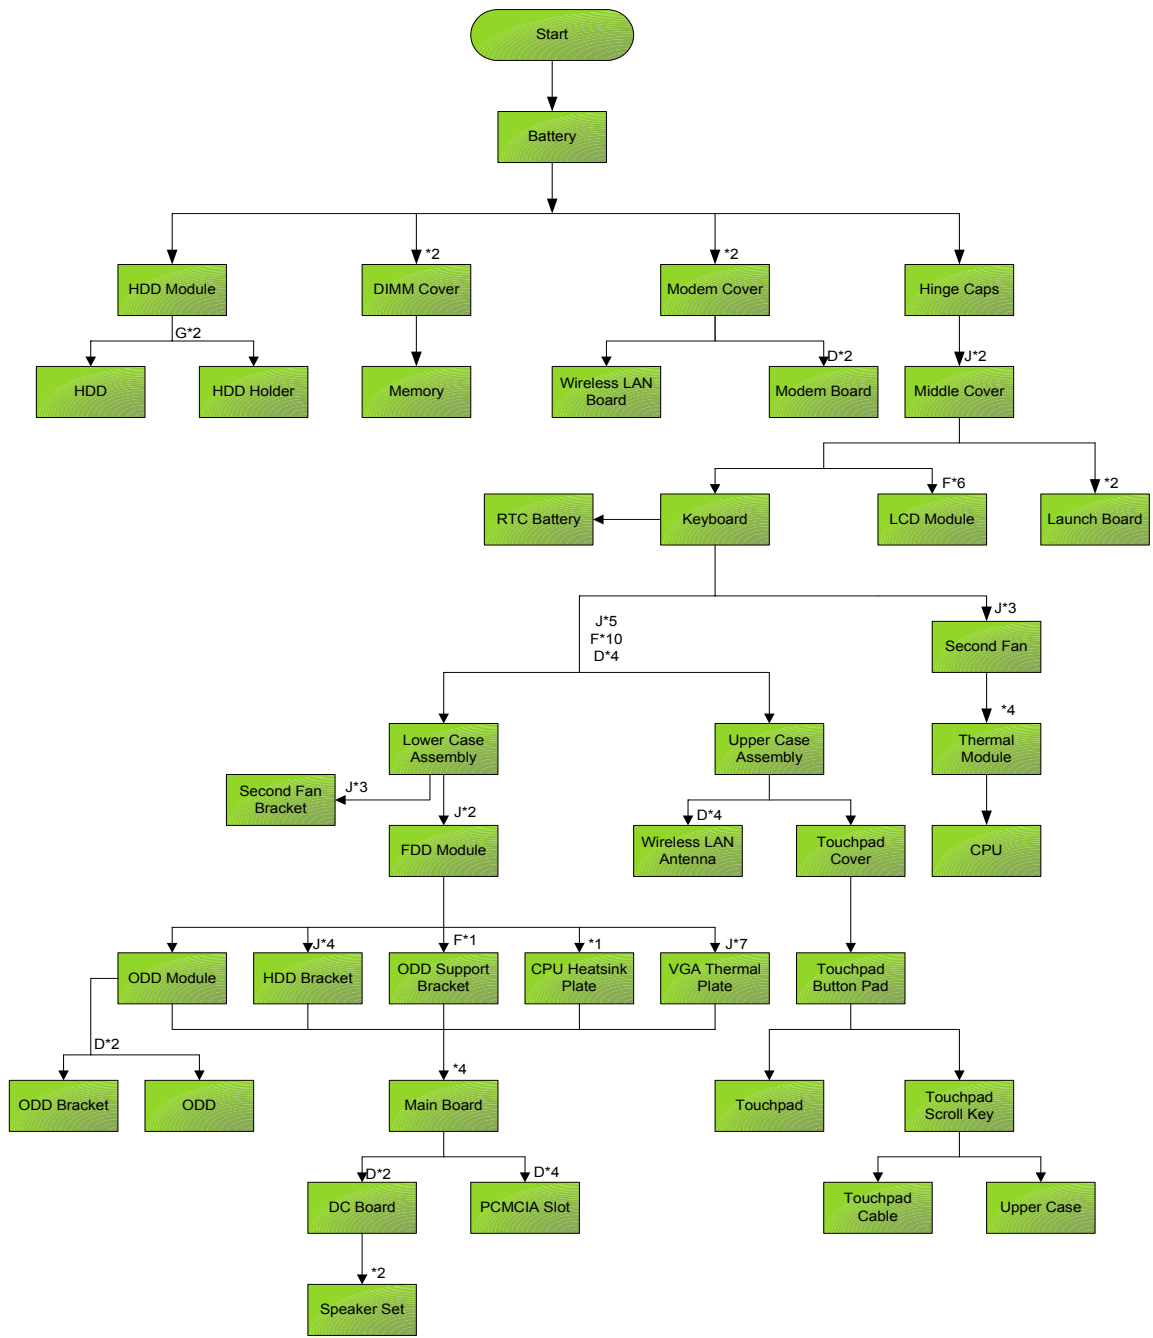 Start
Battery
*2
*2
HDD Module
DIMM Cover
Modem Cover
Hinge Caps
G*2
D*2
J*2
HDD
HDD Holder
Memory
Wireless LAN
Board
Modem Board
Middle Cover
F*6
*2
RTC Battery
Keyboard
LCD Module
Launch Board
J*5
F*10
D*4
J*3
Second Fan
*4
Lower Case
Assembly
Upper Case
Assembly
Thermal
Module
Second Fan
Bracket
J*3
J*2
D*4
FDD Module
Wireless LAN
Antenna
Touchpad
Cover
CPU
J*4
F*1
*1
J*7
ODD Module
HDD Bracket
ODD Support
Bracket
CPU Heatsink
Plate
VGA Thermal
Plate
Touchpad
Button Pad
D*2
*4
ODD Bracket
ODD
Main Board
Touchpad
Touchpad
Scroll Key
D*2
D*4
DC Board
PCMCIA Slot
Touchpad
Cable
Upper Case
*2
Speaker Set